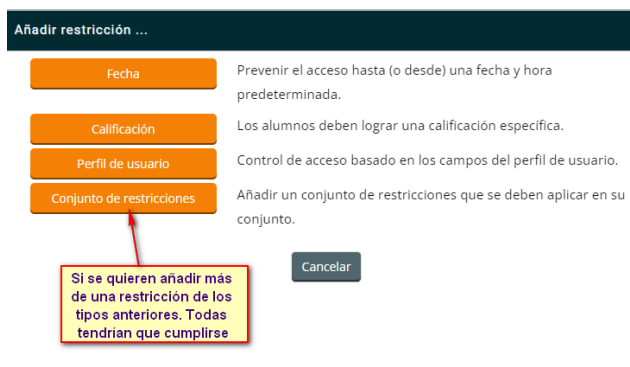 Añadir restricción ...
Fecha
Prevenir el acceso hasta (o desde) una fecha y hora
predeterminada.
Calificación
Los alumnos deben lograr una calificación específica.
Perfil de usuario
Control de acceso basado en los campos del perfil de usuario.
Conjunto de restricciones
Añadir un conjunto de restricciones que se deben aplicar en su
conjunto.
Cancelar
Si se quieren añadir más
de una restricción de los
tipos anteriores. Todas
tendrían que cumplirse